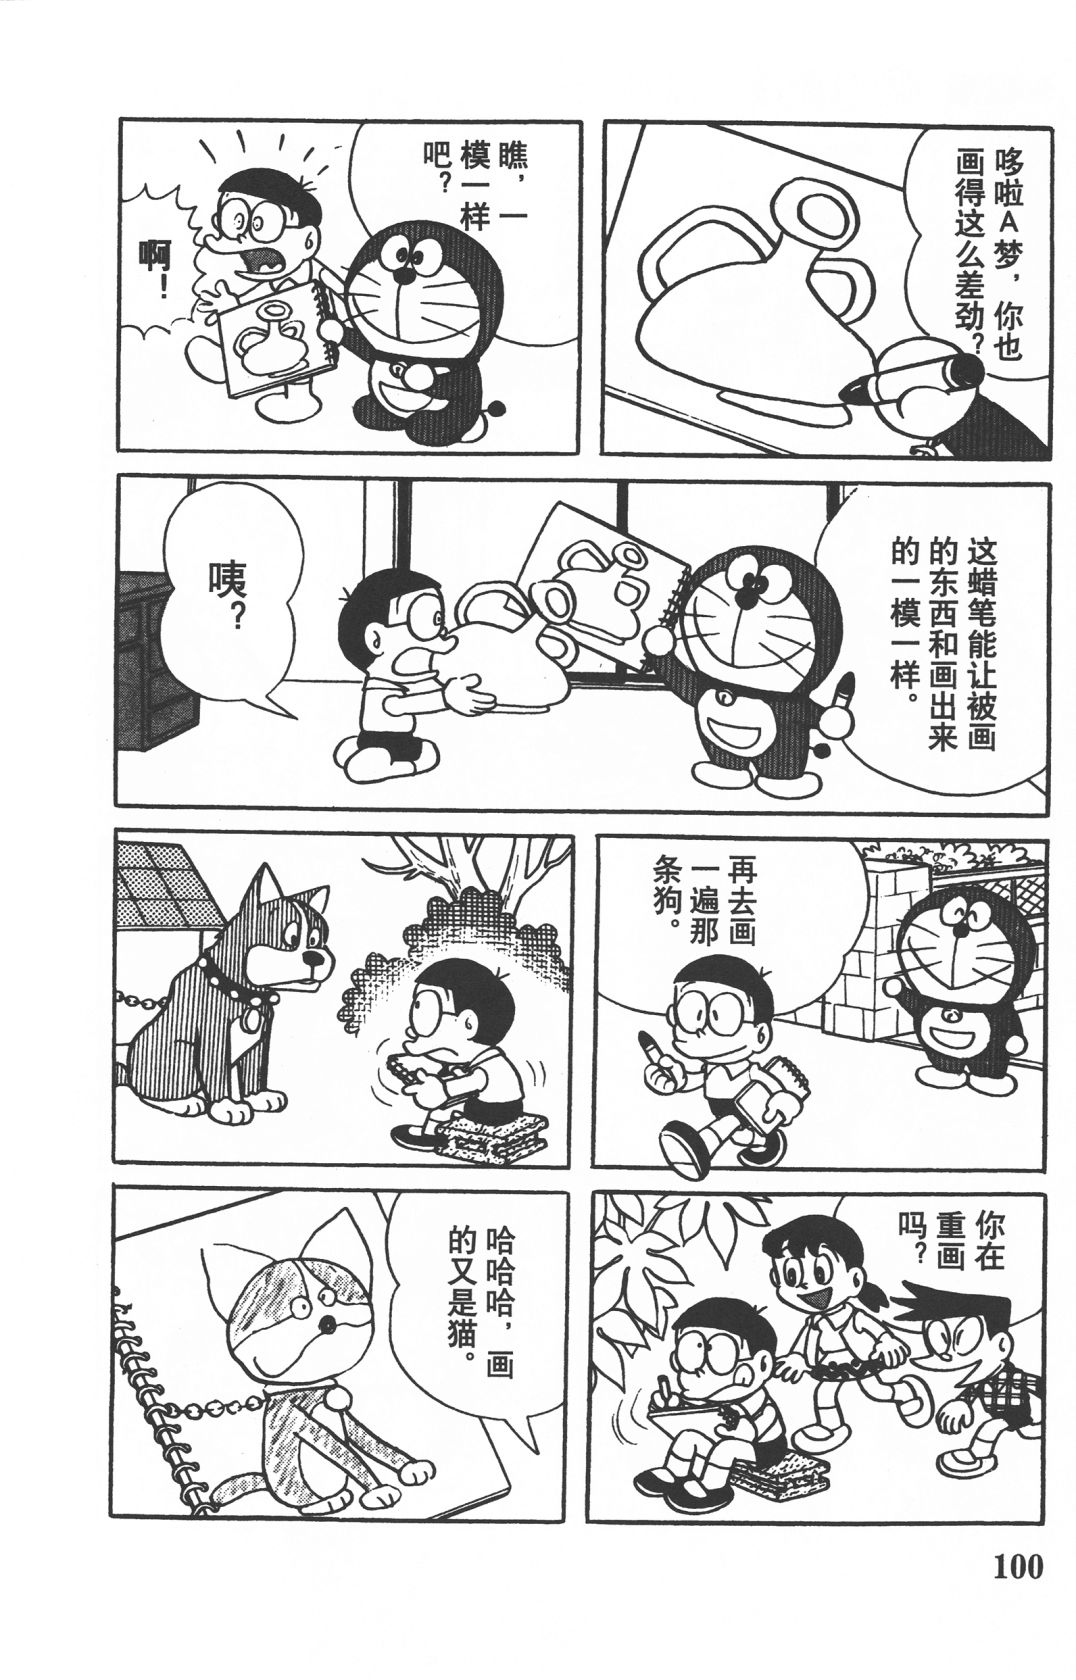 哆啦A梦，你也
画得这么差劲？
瞧，一
模一样
吧？
啊！
这蜡笔能让被画
的东西和画出来
的一模一样。
咦？
再去画
一遍那
条狗。
你在
重画
吗？
哈哈哈，画
的又是猫。
100